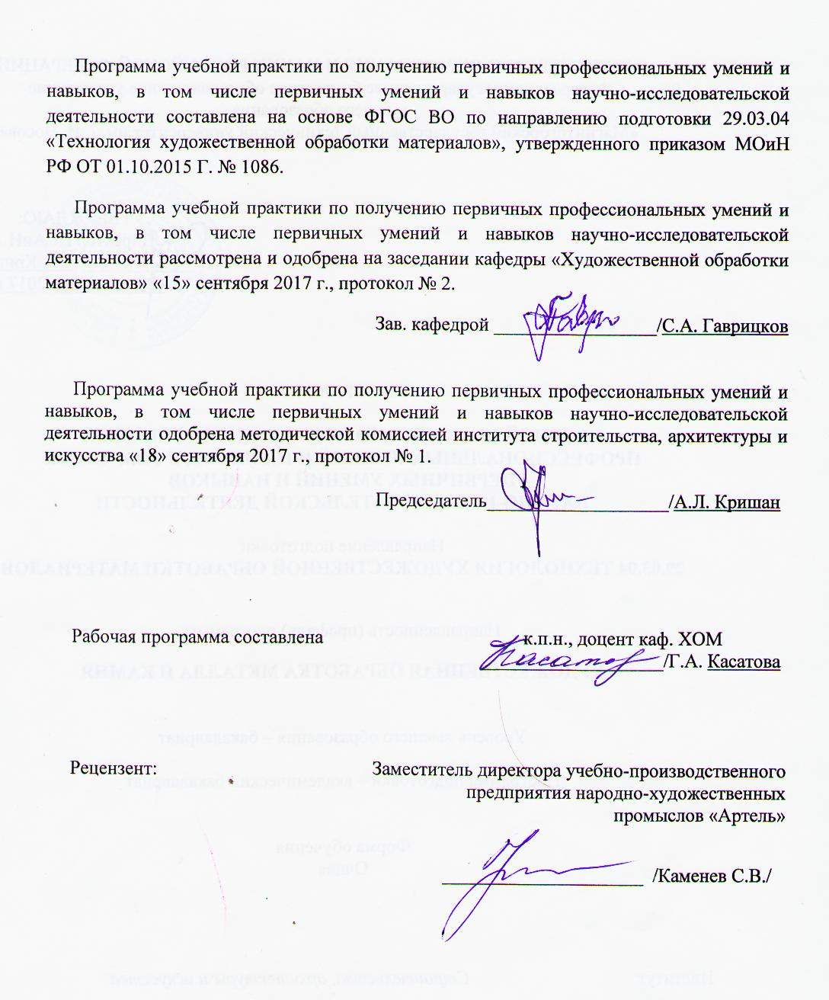 Программа учебной практики по получению первичных профессиональных умений и
навыков, в том числе первичных умений и навыков научно-исследовательской
деятельности составлена на основе ФГОС ВО по направлению подготовки 29.03.04
«Технология художественной обработки материалов», утвержденного приказом МОиН
РФ ОТ 01.10.2015 Г. № 1086.
Программа учебной практики по получению первичных профессиональных умений и
навыков, в том числе первичных умений и навыков научно-исследовательской
деятельности рассмотрена и одобрена на заседании кафедры «Художественной обработки
материалов» «15» сентября 2017 г., протокол № 2.
Зав. кафедрой /С.А. Гаврицков
Программа учебной практики по получению первичных профессиональных умений и
навыков, в том числе первичных умений и навыков научно-исследовательской
деятельности одобрена методической комиссией института строительства, архитектуры и
искусства «18» сентября 2017 г., протокол № 1.
Председатель /А.Л. Кришан
Рабочая программа составлена к.п.н., доцент каф. ХОМ
/Г.А. Касатова
Рецензент: Заместитель директора учебно-производственного
предприятия народно-художественных
промыслов «Артель»
/Каменев С.В./